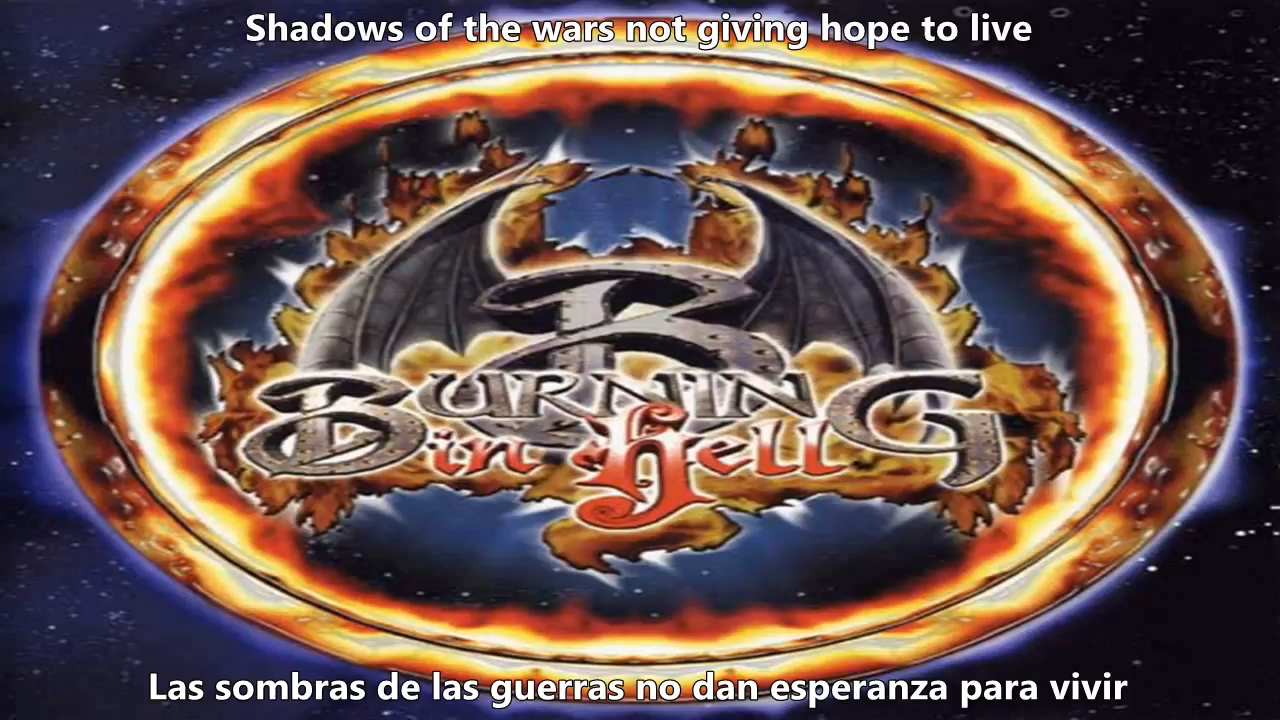 Shadows of the wars not giving hope to live
BURNING
in hell
Las sombras de las guerras no dan esperanza para vivir